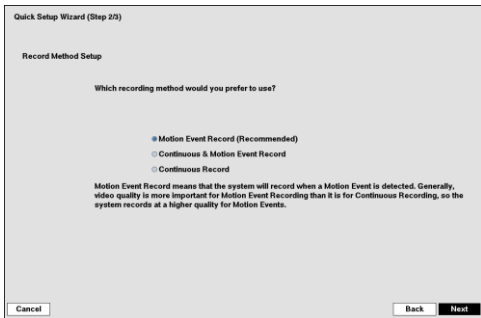 Quick Setup Wizard (Step 2/3)
Record Method Setup
Which recording method would you prefer to use?
Motion Event Record (Recommended)
Continuous & Motion Event Record
Continuous Record
Motion Event Record means that the system will record when a Motion Event is detected. Generally,
video quality is more important for Motion Event Recording than it is for Continuous Recording, so the
system records at a higher quality for Motion Events.
Cancel Back Next